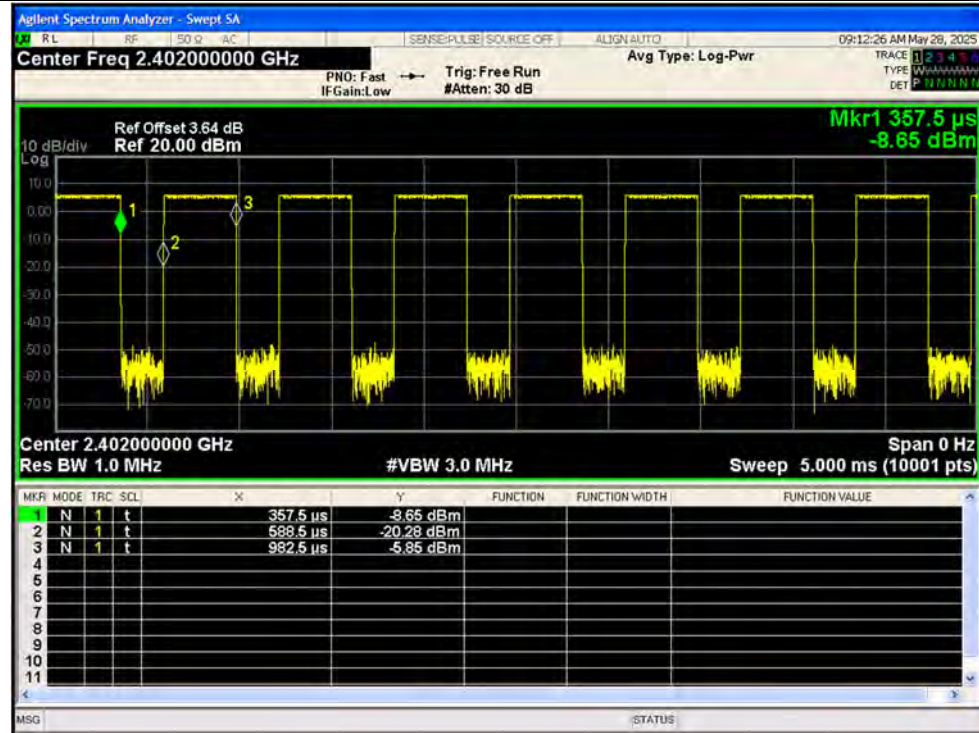 Agilent Spectrum Analyzer - Swept SA
RL RF 50 Ω AC SENSE:PULSE SOURCE OFF ALIGN AUTO 09:12:26 AM May 28, 2025
Center Freq 2.402000000 GHz
PNO: Fast
IFGain:Low
Trig: Free Run
#Atten: 30 dB
Avg Type: Log-Pwr
TRACE 1 2 3 4 5 6
TYPE W
DET P N N N N N
Mkr1 357.5 µs
-8.65 dBm
Ref Offset 3.64 dB
10 dB/div Ref 20.00 dBm
Log
10.0
0.00
-10.0
-20.0
-30.0
-40.0
-50.0
-60.0
-70.0
1
2
3
Center 2.402000000 GHz Span 0 Hz
Res BW 1.0 MHz #VBW 3.0 MHz Sweep 5.000 ms (10001 pts)
MKR MODE TRC SCL X Y FUNCTION FUNCTION WIDTH FUNCTION VALUE
1 N 1 t 357.5 µs -8.65 dBm
2 N 1 t 588.5 µs -20.28 dBm
3 N 1 t 982.5 µs -5.85 dBm
4
5
6
7
8
9
10
11
MSG STATUS